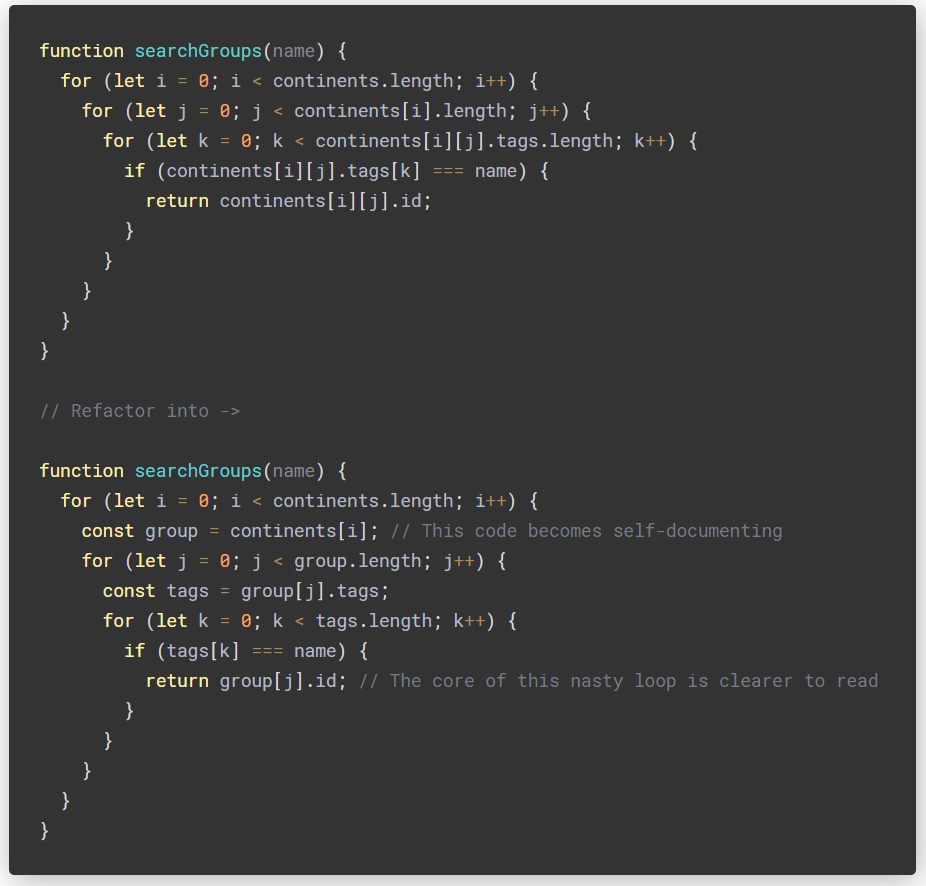 function searchGroups(name) {
  for (let i = 0; i < continents.length; i++) {
    for (let j = 0; j < continents[i].length; j++) {
      for (let k = 0; k < continents[i][j].tags.length; k++) {
        if (continents[i][j].tags[k] === name) {
          return continents[i][j].id;
        }
      }
    }
  }
}

// Refactor into ->

function searchGroups(name) {
  for (let i = 0; i < continents.length; i++) {
    const group = continents[i]; // This code becomes self-documenting
    for (let j = 0; j < group.length; j++) {
      const tags = group[j].tags;
      for (let k = 0; k < tags.length; k++) {
        if (tags[k] === name) {
          return group[j].id; // The core of this nasty loop is clearer to read
        }
      }
    }
  }
}